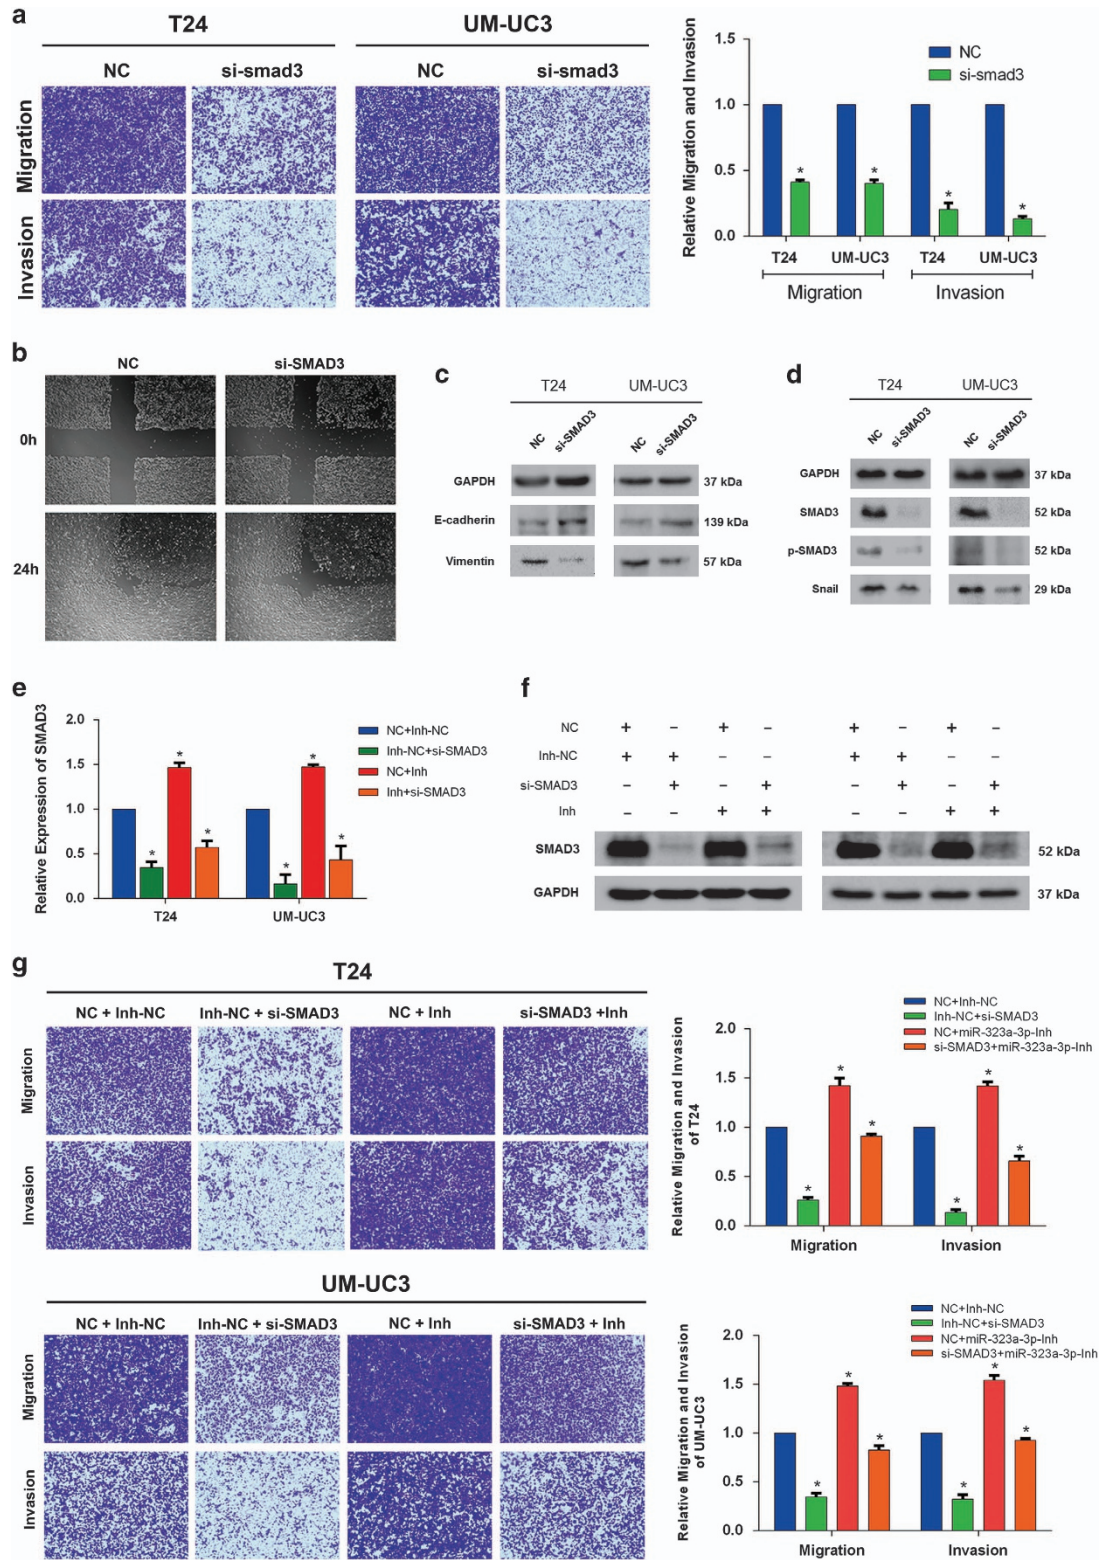 a
T24
UM-UC3
NC
si-smad3
NC
si-smad3
Migration
Invasion
Relative Migration and Invasion
1.5
1.0
0.5
0.0
NC
si-smad3
*
*
*
*
T24
UM-UC3
T24
UM-UC3
Migration
Invasion
b
NC
si-SMAD3
0h
24h
c
T24
UM-UC3
NC
si-SMAD3
NC
si-SMAD3
GAPDH
37 kDa
E-cadherin
139 kDa
Vimentin
57 kDa
d
T24
UM-UC3
NC
si-SMAD3
NC
si-SMAD3
GAPDH
37 kDa
SMAD3
52 kDa
p-SMAD3
52 kDa
Snail
29 kDa
e
Relative Expression of SMAD3
2.0
1.5
1.0
0.5
0.0
*
*
*
*
*
*
T24
UM-UC3
NC+Inh-NC
Inh-NC+si-SMAD3
NC+Inh
Inh+si-SMAD3
f
NC + – + – + – + –
Inh-NC + + – – + + – –
si-SMAD3 – + – + – + – +
Inh – – + + – – + +
SMAD3
52 kDa
GAPDH
37 kDa
g
T24
NC + Inh-NC
Inh-NC + si-SMAD3
NC + Inh
si-SMAD3 +Inh
Migration
Invasion
Relative Migration and Invasion
of T24
NC+Inh-NC
Inh-NC+si-SMAD3
NC+miR-323a-3p-Inh
si-SMAD3+miR-323a-3p-Inh
2.0
1.5
1.0
0.5
0.0
*
*
*
*
*
*
Migration
Invasion
UM-UC3
NC + Inh-NC
Inh-NC + si-SMAD3
NC + Inh
si-SMAD3 + Inh
Migration
Invasion
Relative Migration and Invasion
of UM-UC3
NC+Inh-NC
Inh-NC+si-SMAD3
NC+miR-323a-3p-Inh
si-SMAD3+miR-323a-3p-Inh
2.0
1.5
1.0
0.5
0.0
*
*
*
*
*
*
Migration
Invasion